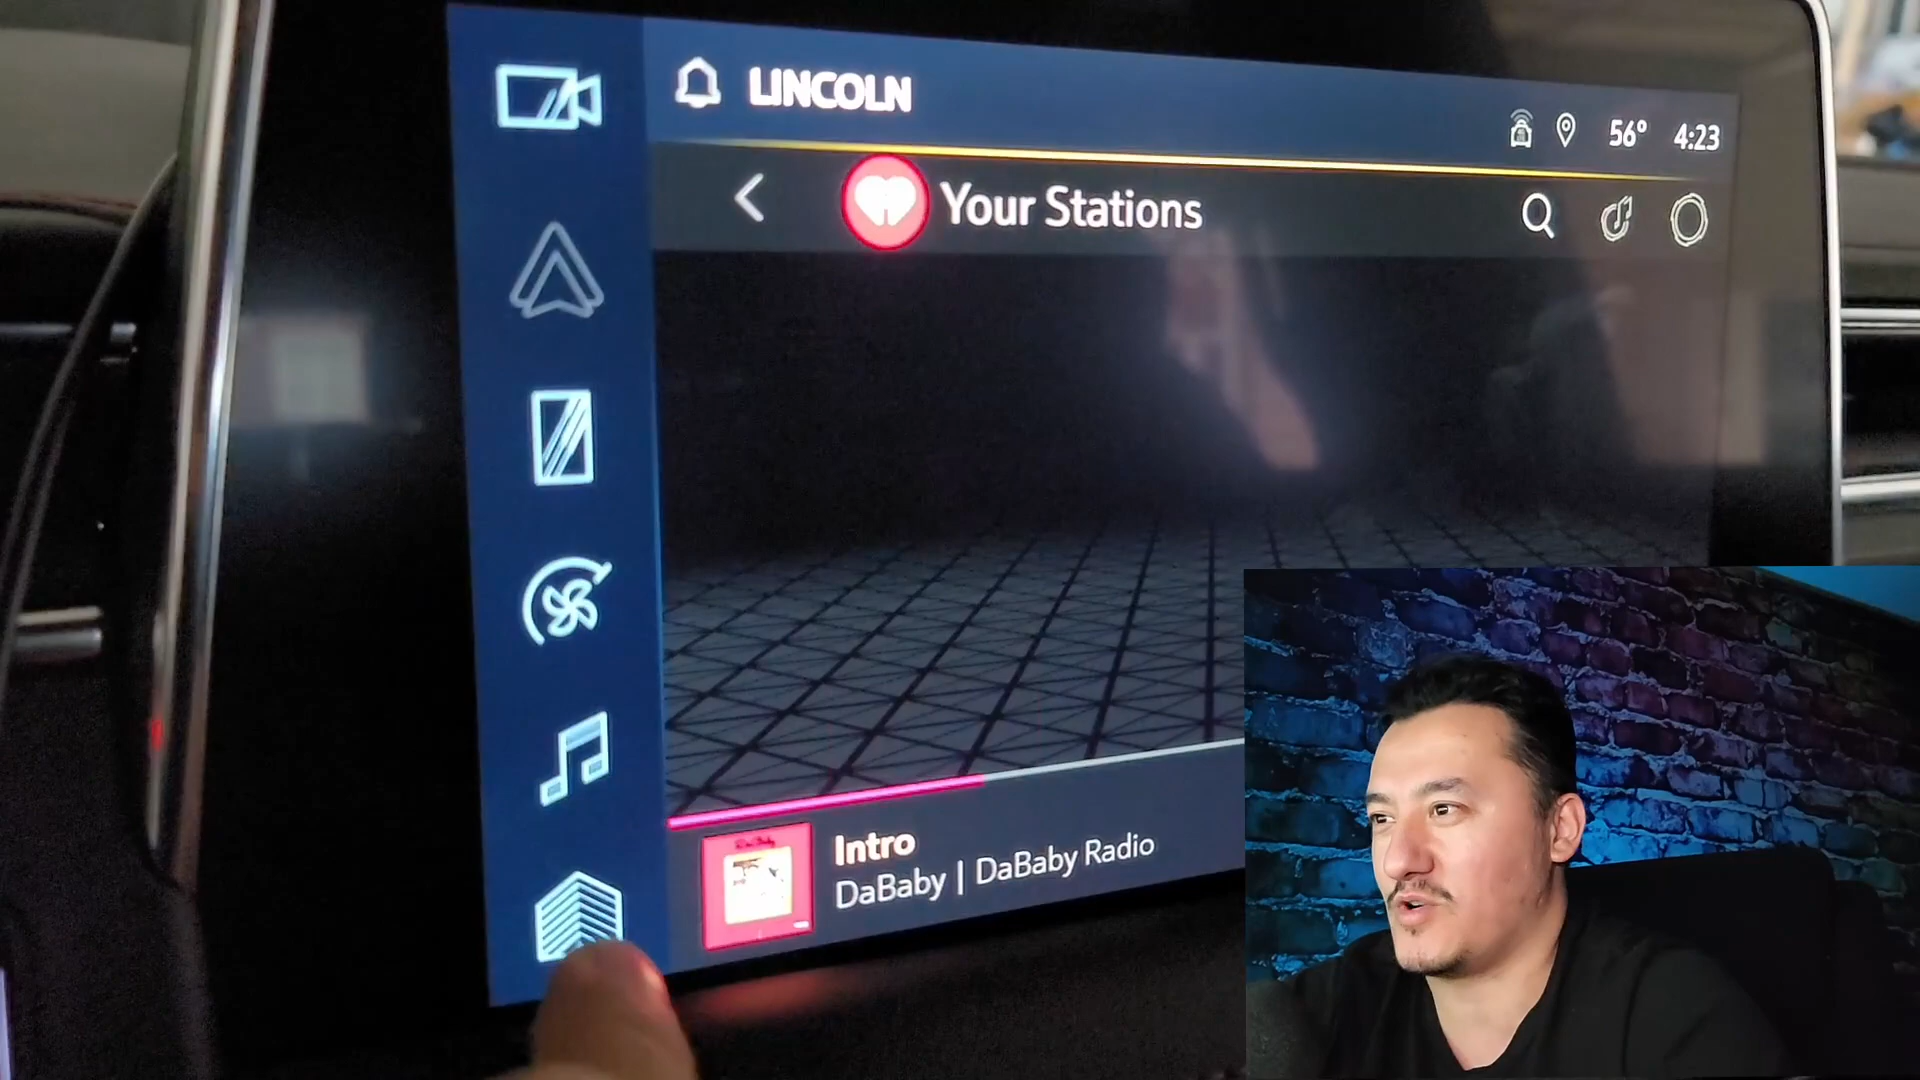 LINCOLN
56° 4:23
Your Stations
Intro
DaBaby | DaBaby Radio